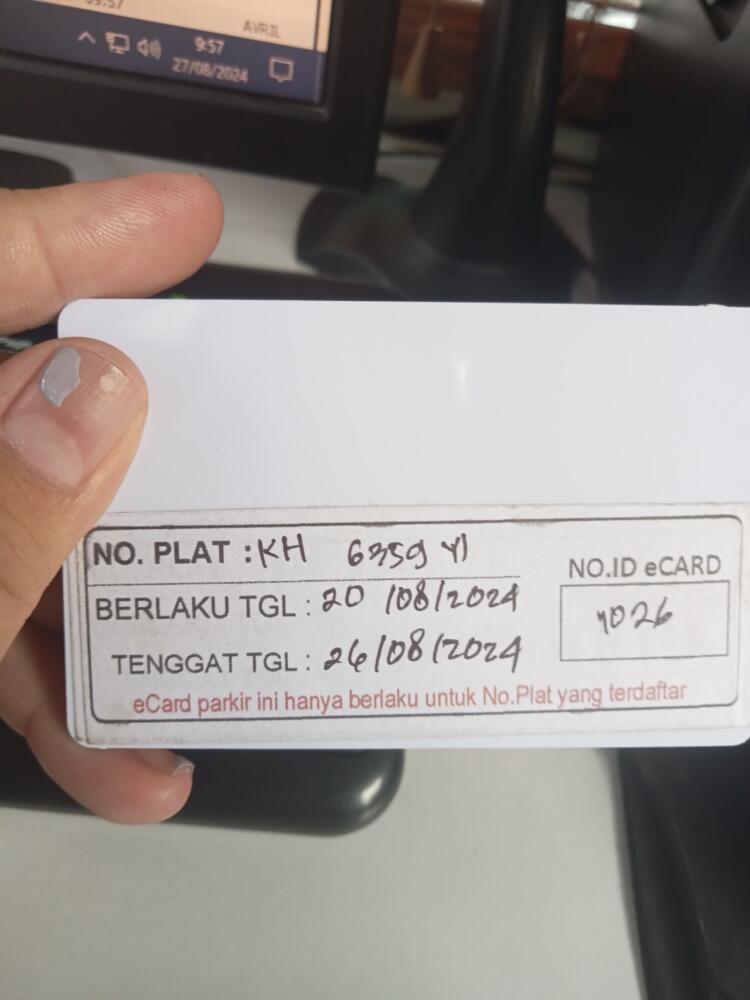 AVRIL
9:57
27/08/2024
NO. PLAT : KH 6359 YI
NO.ID eCARD
BERLAKU TGL : 20 /08/2024
4026
TENGGAT TGL : 26/08/2024
eCard parkir ini hanya berlaku untuk No.Plat yang terdaftar